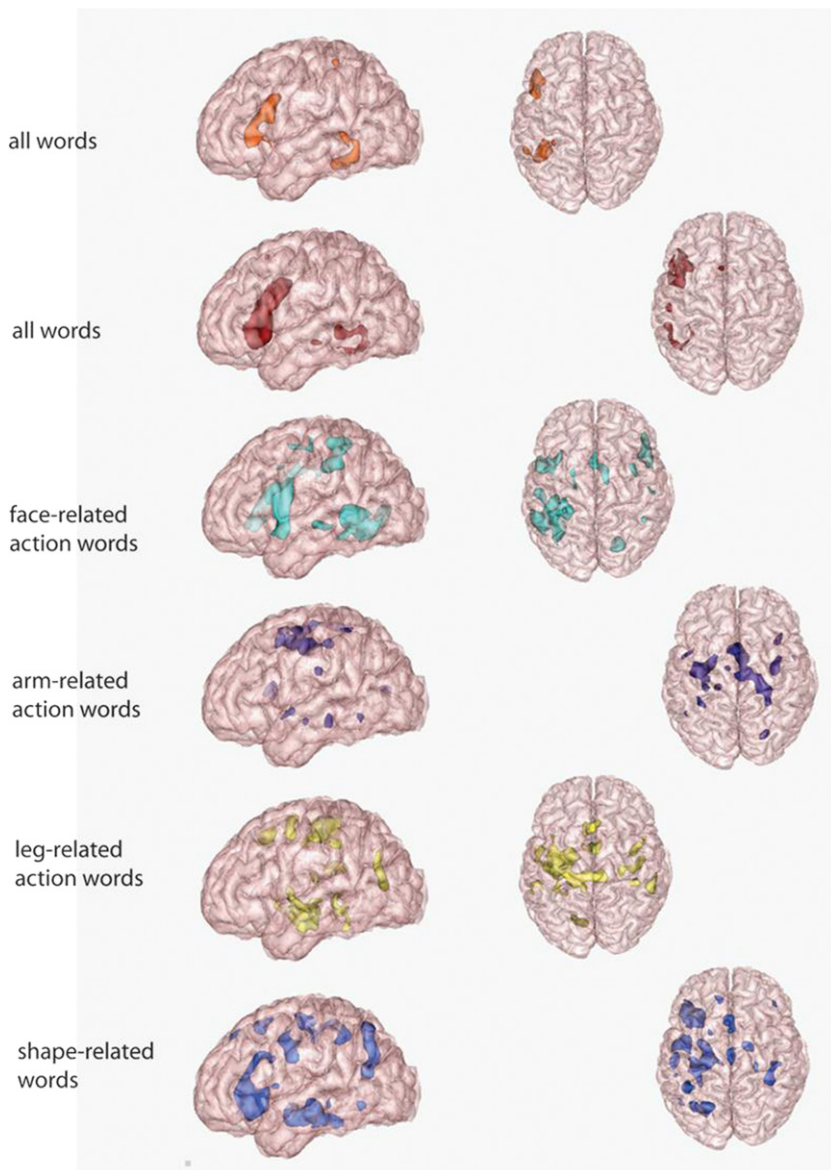 all words
all words
face-related
action words
arm-related
action words
leg-related
action words
shape-related
words